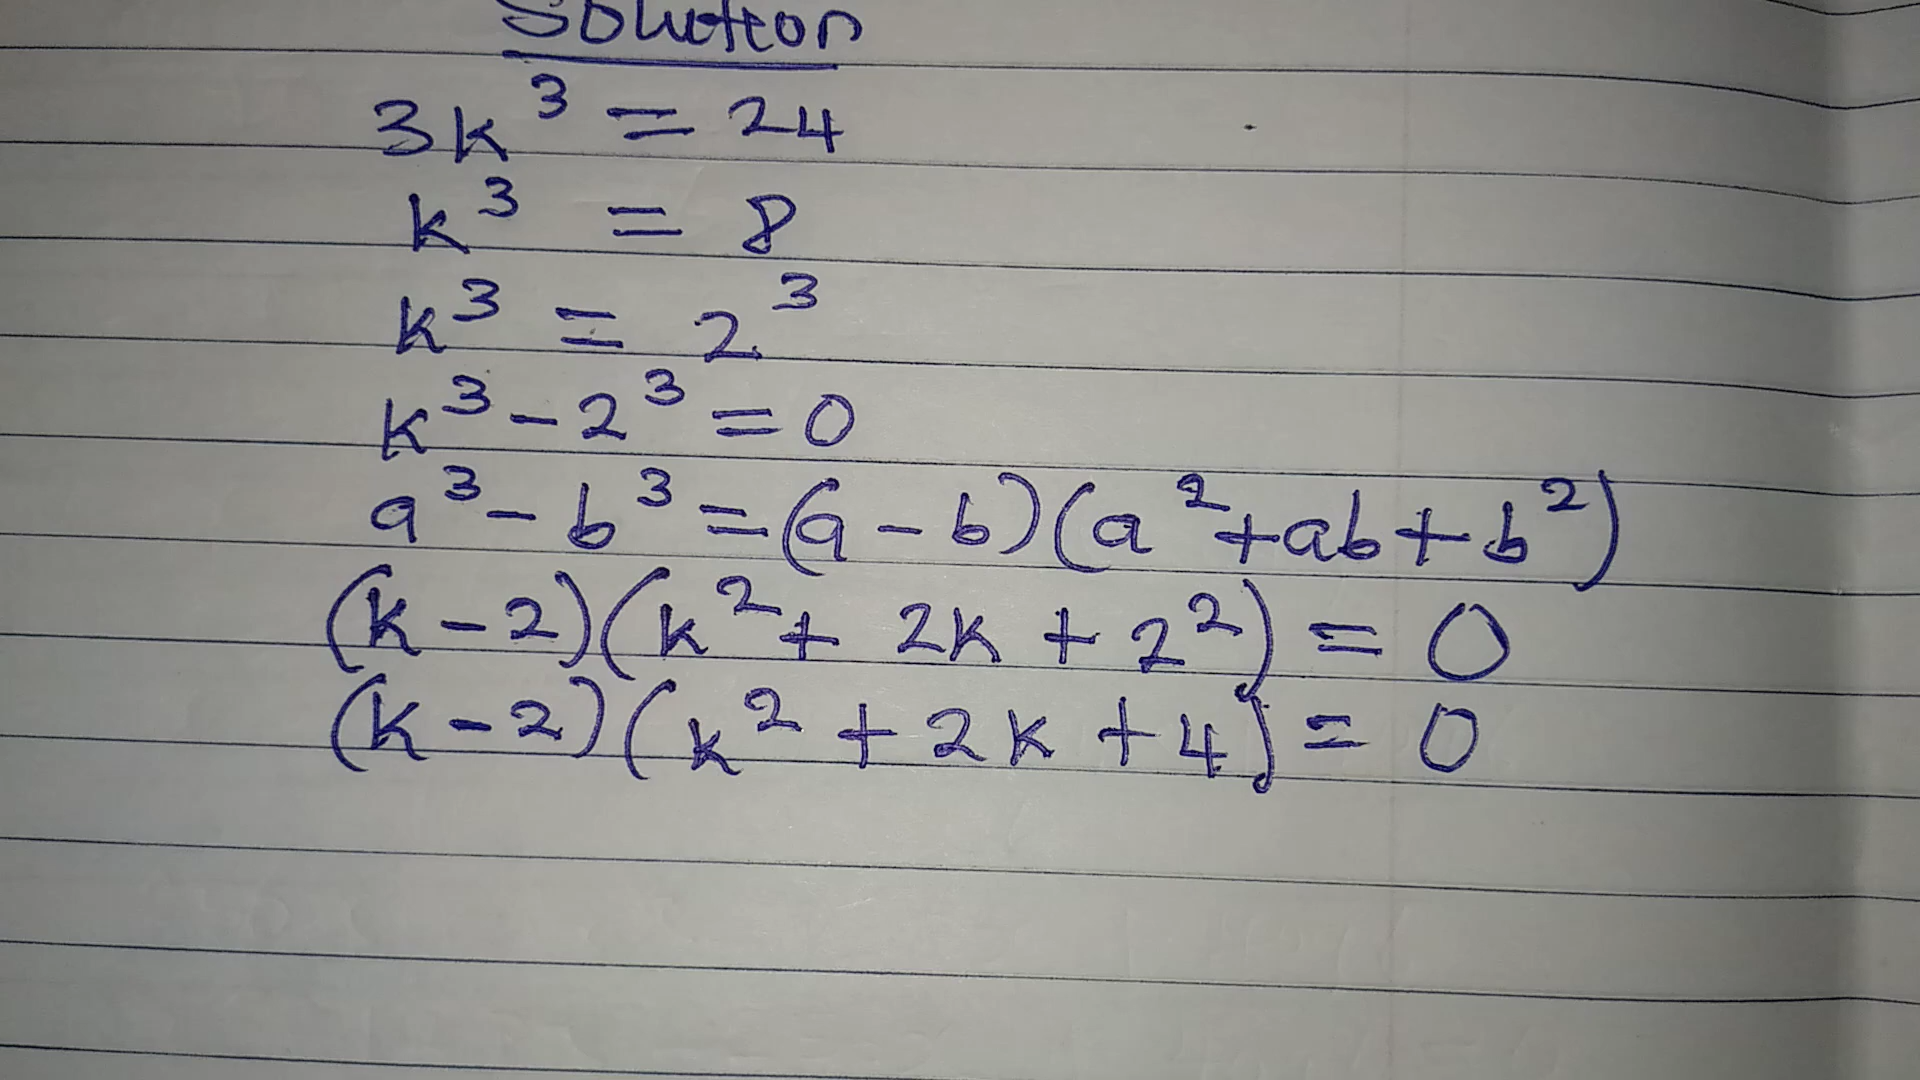 Solution
3k³ = 24
k³ = 8
k³ = 2³
k³ - 2³ = 0
a³ - b³ = (a - b)(a² + ab + b²)
(k - 2)(k² + 2k + 2²) = 0
(k - 2)(k² + 2k + 4) = 0